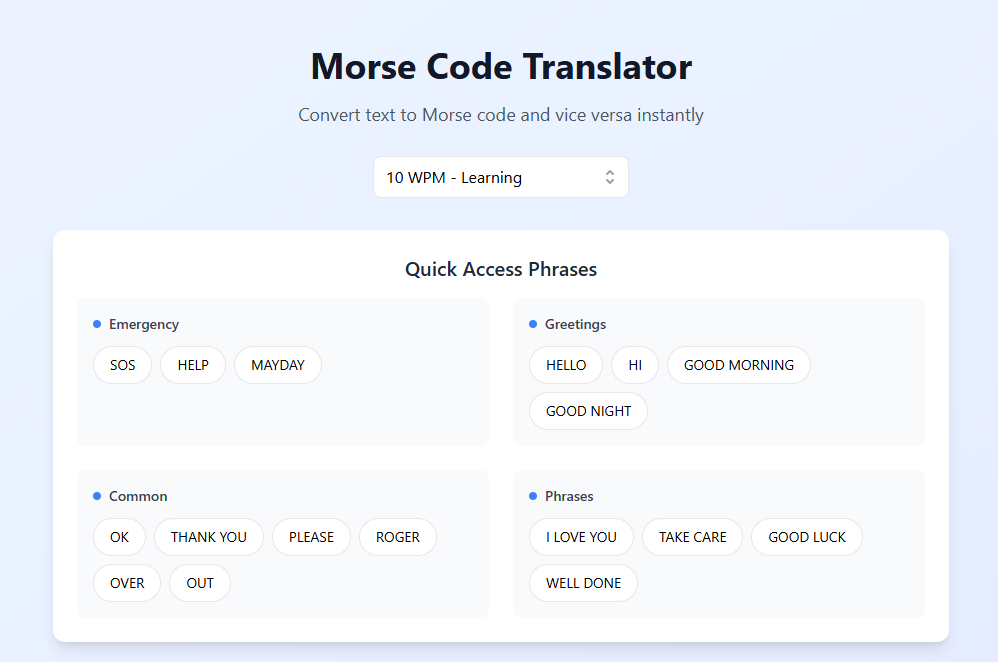 Morse Code Translator
Convert text to Morse code and vice versa instantly
10 WPM - Learning
Quick Access Phrases
Emergency
SOS HELP MAYDAY
Greetings
HELLO HI GOOD MORNING
GOOD NIGHT
Common
OK THANK YOU PLEASE ROGER
OVER OUT
Phrases
I LOVE YOU TAKE CARE GOOD LUCK
WELL DONE